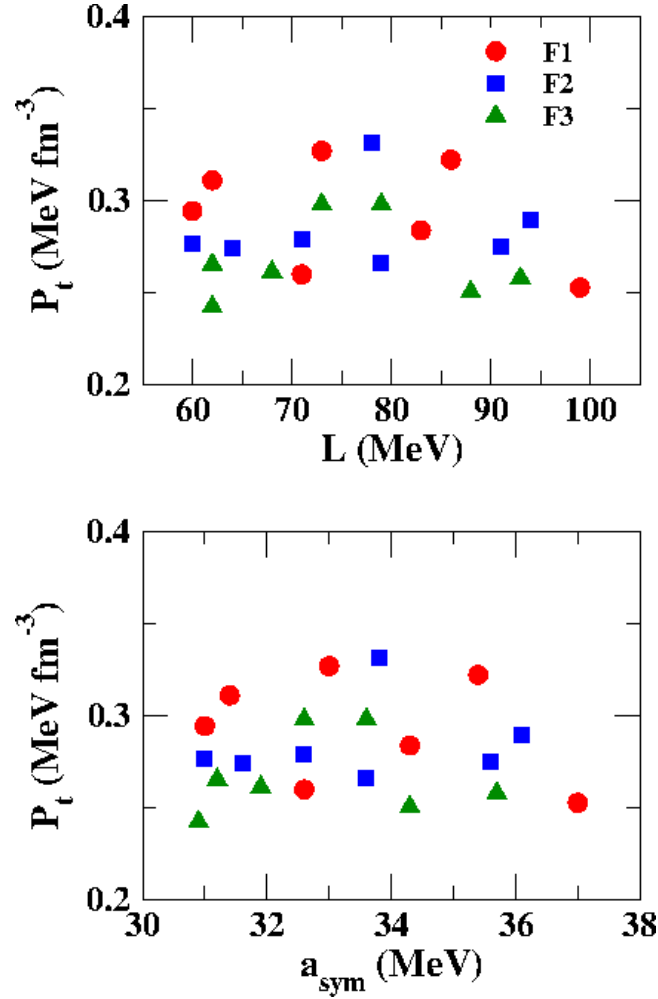 0.4
F1
F2
F3
0.3
0.2
P_t (MeV fm^-3)
60 70 80 90 100
L (MeV)
0.4
0.3
0.2
P_t (MeV fm^-3)
30 32 34 36 38
a_sym (MeV)